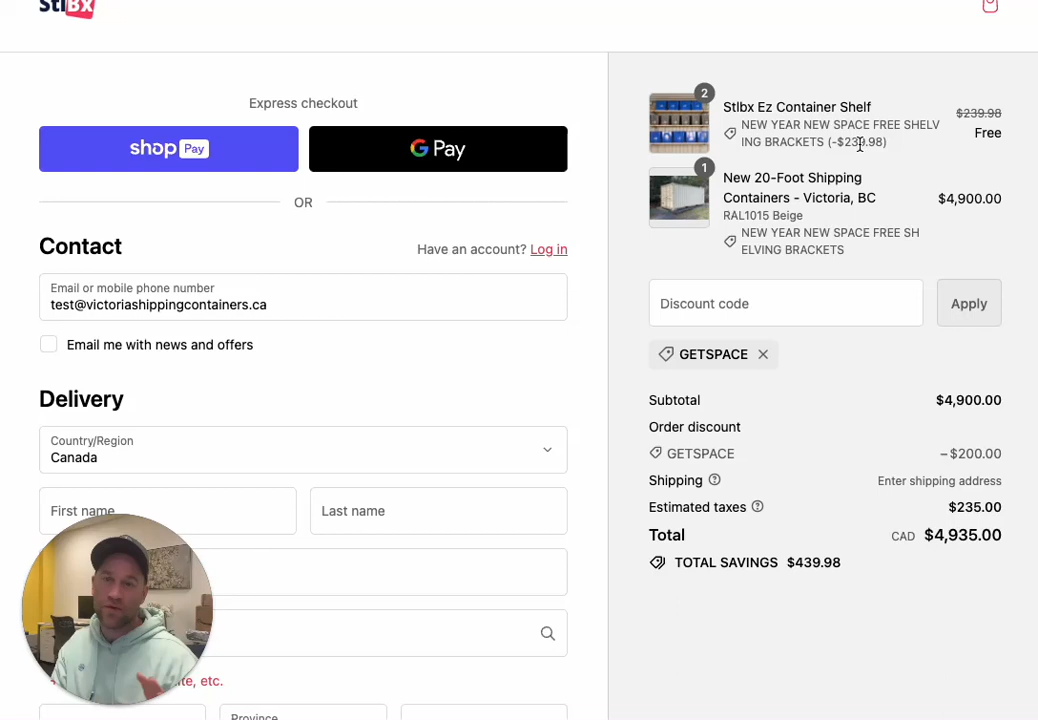 StlBx
Express checkout
shop Pay
G Pay
OR
Contact
Have an account? Log in
Email or mobile phone number
test@victoriashippingcontainers.ca
Email me with news and offers
Delivery
Country/Region
Canada
First name
Last name
te, etc.
Province
2
Stlbx Ez Container Shelf
NEW YEAR NEW SPACE FREE SHELV
ING BRACKETS (-$239.98)
$239.98
Free
1
New 20-Foot Shipping
Containers - Victoria, BC
RAL1015 Beige
NEW YEAR NEW SPACE FREE SH
ELVING BRACKETS
$4,900.00
Discount code
Apply
GETSPACE
Subtotal $4,900.00
Order discount
GETSPACE −$200.00
Shipping Enter shipping address
Estimated taxes $235.00
Total CAD $4,935.00
TOTAL SAVINGS $439.98